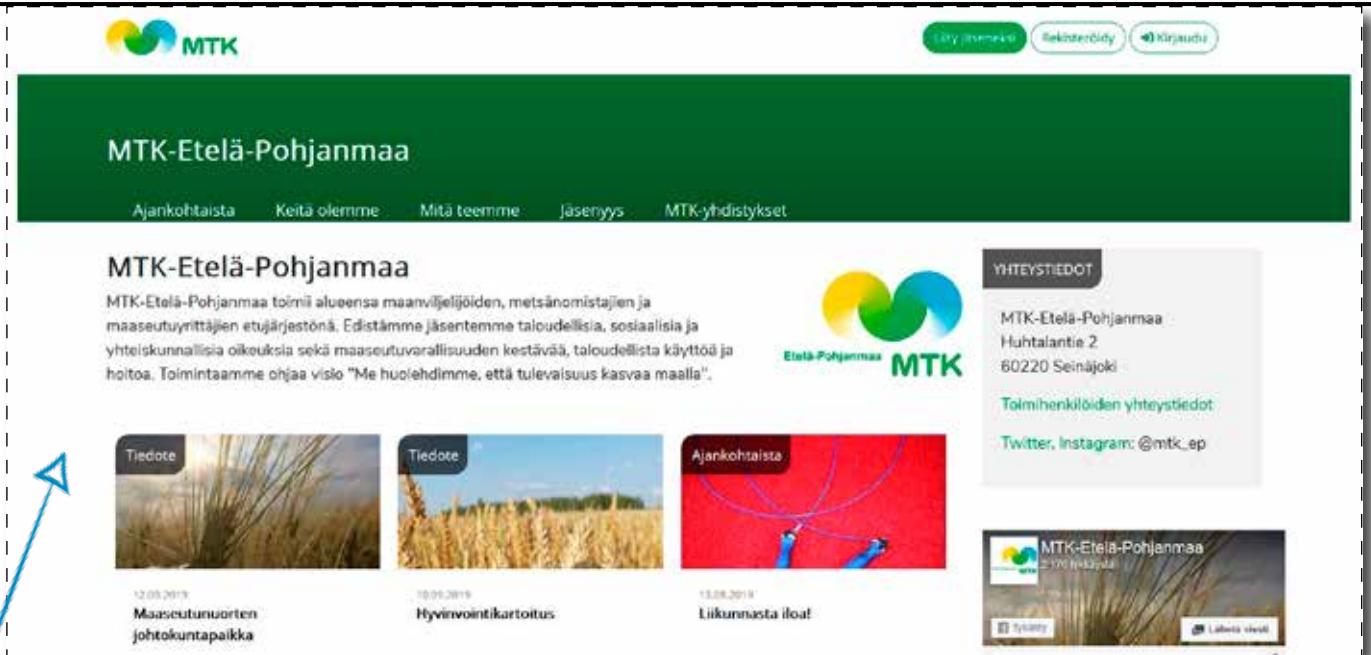 MTK
Liity jäseneksi
Rekisteröidy
Kirjaudu
MTK-Etelä-Pohjanmaa
Ajankohtaista Keitä olemme Mitä teemme Jäsenyys MTK-yhdistykset
MTK-Etelä-Pohjanmaa
MTK-Etelä-Pohjanmaa toimii alueensa maanviljelijöiden, metsänomistajien ja
maaseutuyrittäjien etujärjestönä. Edistämme jäsentemme taloudellisia, sosiaalisia ja
yhteiskunnallisia oikeuksia sekä maaseutuvarallisuuden kestävää, taloudellista käyttöä ja
hoitoa. Toimintaamme ohjaa visio "Me huolehdimme, että tulevaisuus kasvaa maalla".
Etelä-Pohjanmaa MTK
YHTEYSTIEDOT
MTK-Etelä-Pohjanmaa
Huhtalantie 2
60220 Seinäjoki
Toimihenkilöiden yhteystiedot
Twitter, Instagram: @mtk_ep
Tiedote
Maaseutunuorten
johtokuntapaikka
Tiedote
Hyvinvointikartoitus
Ajankohtaista
Liikunnasta iloa!
MTK-Etelä-Pohjanmaa
Tykätty
Lähetä viesti